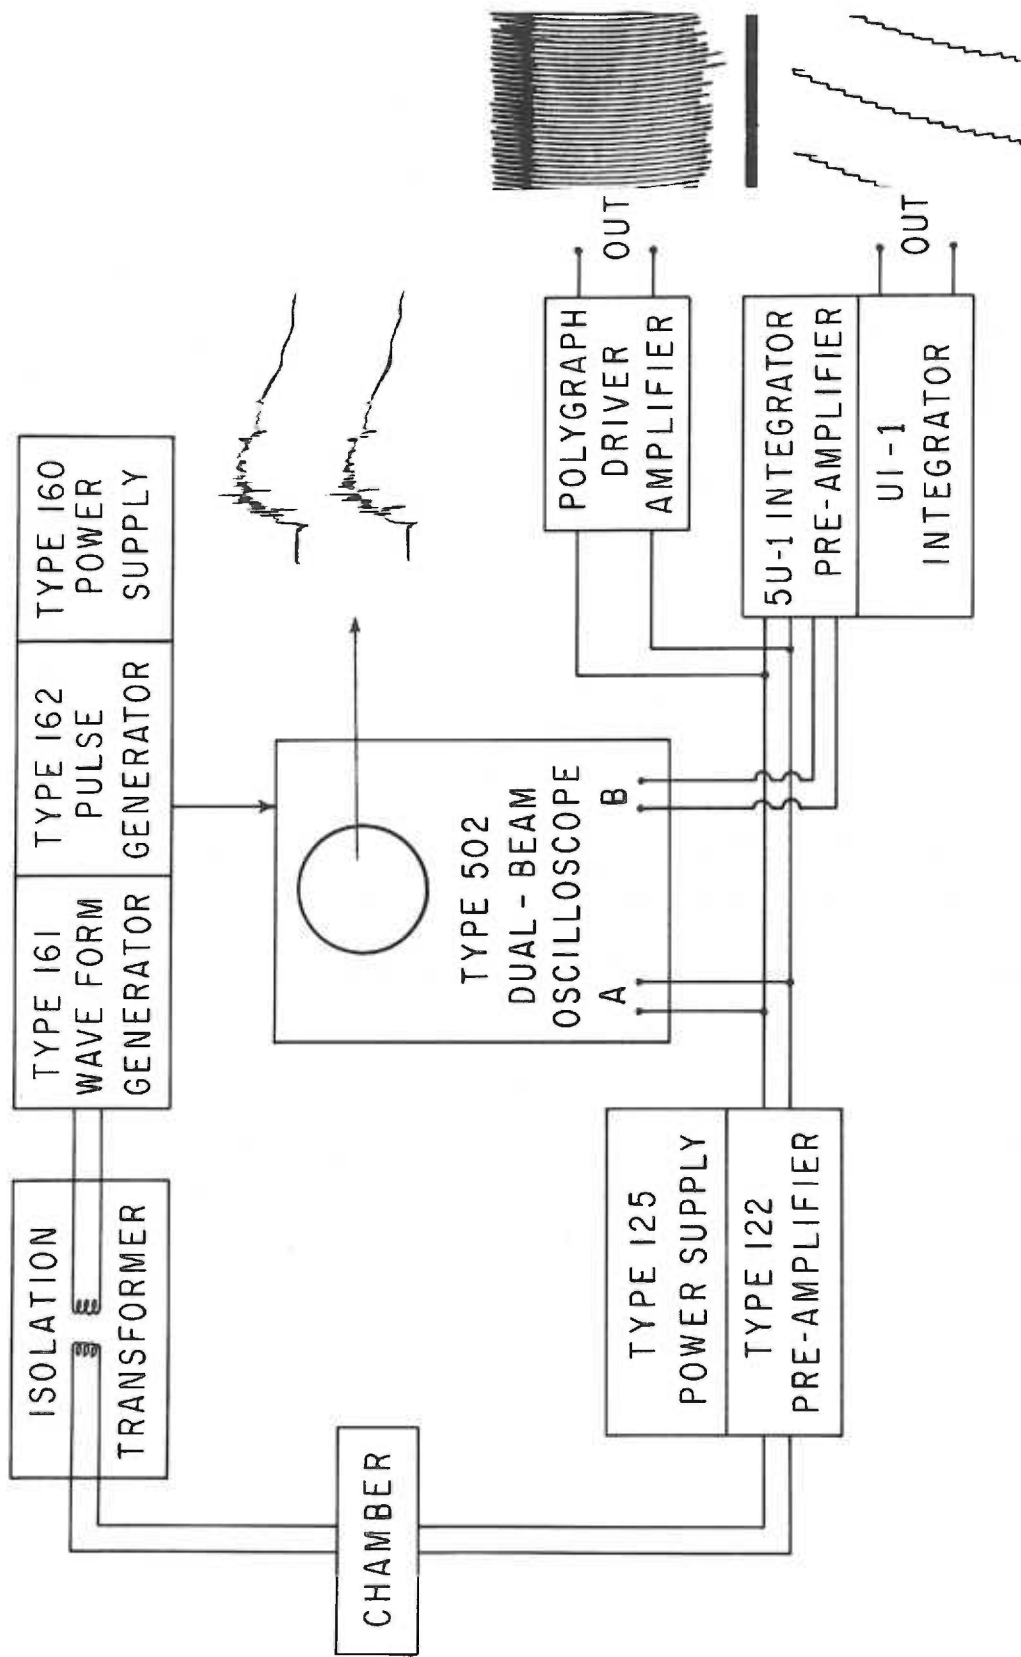 ISOLATION
TRANSFORMER
TYPE 161
WAVE FORM
GENERATOR
TYPE 162
PULSE
GENERATOR
TYPE 160
POWER
SUPPLY
CHAMBER
TYPE 502
DUAL-BEAM
OSCILLOSCOPE
A
B
TYPE 125
POWER SUPPLY
TYPE 122
PRE-AMPLIFIER
POLYGRAPH
DRIVER
AMPLIFIER
OUT
5U-1 INTEGRATOR
PRE-AMPLIFIER
UI-1
INTEGRATOR
OUT